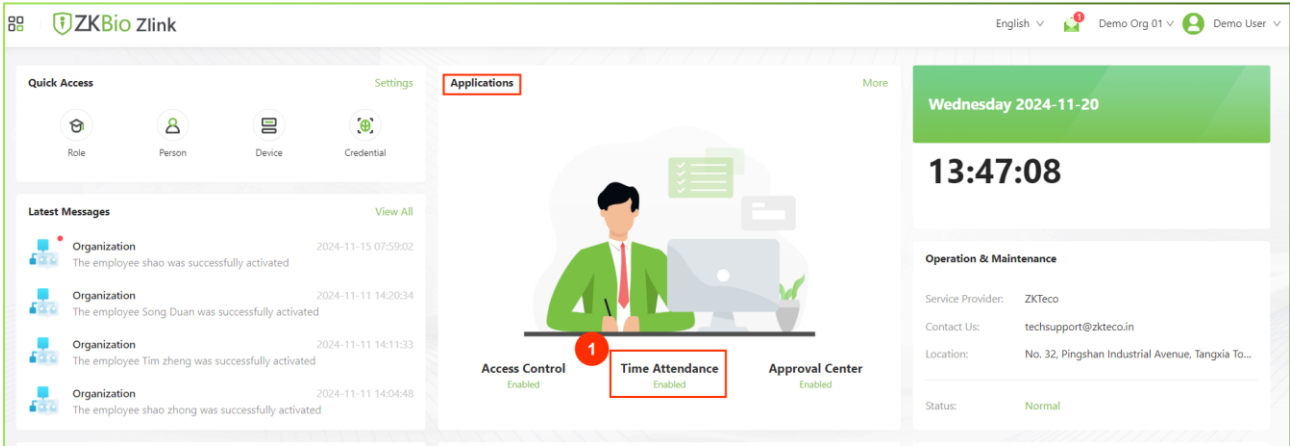 ZKBio Zlink
English
1
Demo Org 01
Demo User
Quick Access
Settings
Role
Person
Device
Credential
Latest Messages
View All
Organization
2024-11-15 07:59:02
The employee shao was successfully activated
Organization
2024-11-11 14:20:34
The employee Song Duan was successfully activated
Organization
2024-11-11 14:11:33
The employee Tim zheng was successfully activated
Organization
2024-11-11 14:04:48
The employee shao zhong was successfully activated
Applications
More
1
Access Control
Enabled
Time Attendance
Enabled
Approval Center
Enabled
Wednesday 2024-11-20
13:47:08
Operation & Maintenance
Service Provider: ZKTeco
Contact Us: techsupport@zkteco.in
Location: No. 32, Pingshan Industrial Avenue, Tangxia To...
Status: Normal